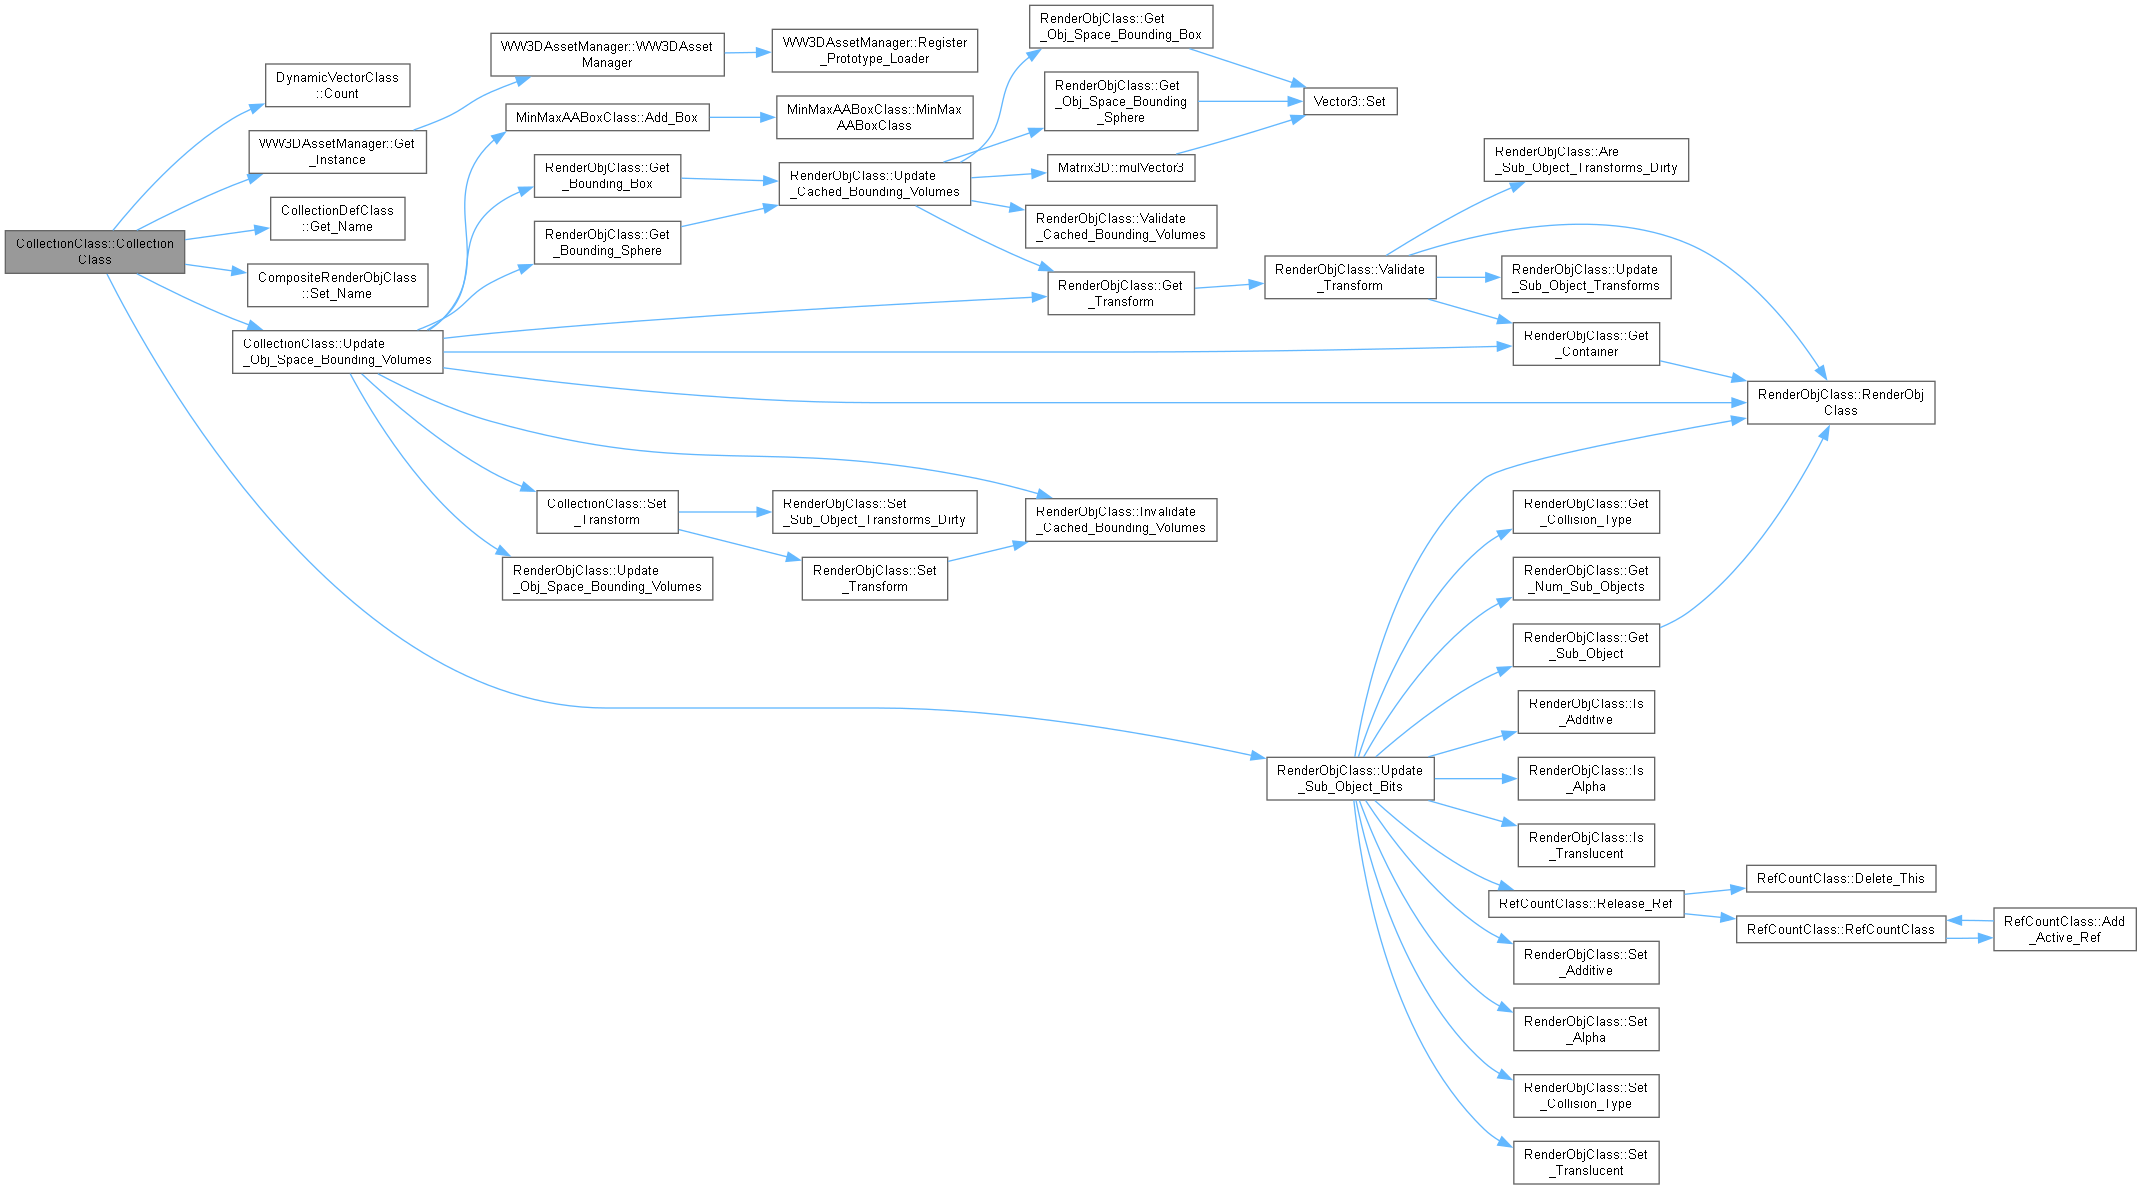 CollectionClass::Collection
Class
DynamicVectorClass
::Count
WW3DAssetManager::Get
_Instance
CollectionDefClass
::Get_Name
CompositeRenderObjClass
::Set_Name
CollectionClass::Update
_Obj_Space_Bounding_Volumes
WW3DAssetManager::WW3DAsset
Manager
MinMaxAABoxClass::Add_Box
RenderObjClass::Get
_Bounding_Box
RenderObjClass::Get
_Bounding_Sphere
CollectionClass::Set
_Transform
RenderObjClass::Update
_Obj_Space_Bounding_Volumes
WW3DAssetManager::Register
_Prototype_Loader
MinMaxAABoxClass::MinMax
AABoxClass
RenderObjClass::Update
_Cached_Bounding_Volumes
RenderObjClass::Set
_Sub_Object_Transforms_Dirty
RenderObjClass::Set
_Transform
RenderObjClass::Get
_Obj_Space_Bounding_Box
RenderObjClass::Get
_Obj_Space_Bounding
_Sphere
Matrix3D::mulVector3
RenderObjClass::Validate
_Cached_Bounding_Volumes
RenderObjClass::Get
_Transform
RenderObjClass::Invalidate
_Cached_Bounding_Volumes
Vector3::Set
RenderObjClass::Validate
_Transform
RenderObjClass::Update
_Sub_Object_Bits
RenderObjClass::Are
_Sub_Object_Transforms_Dirty
RenderObjClass::Update
_Sub_Object_Transforms
RenderObjClass::Get
_Container
RenderObjClass::RenderObj
Class
RenderObjClass::Get
_Collision_Type
RenderObjClass::Get
_Num_Sub_Objects
RenderObjClass::Get
_Sub_Object
RenderObjClass::Is
_Additive
RenderObjClass::Is
_Alpha
RenderObjClass::Is
_Translucent
RefCountClass::Release_Ref
RenderObjClass::Set
_Additive
RenderObjClass::Set
_Alpha
RenderObjClass::Set
_Collision_Type
RenderObjClass::Set
_Translucent
RefCountClass::Delete_This
RefCountClass::RefCountClass
RefCountClass::Add
_Active_Ref